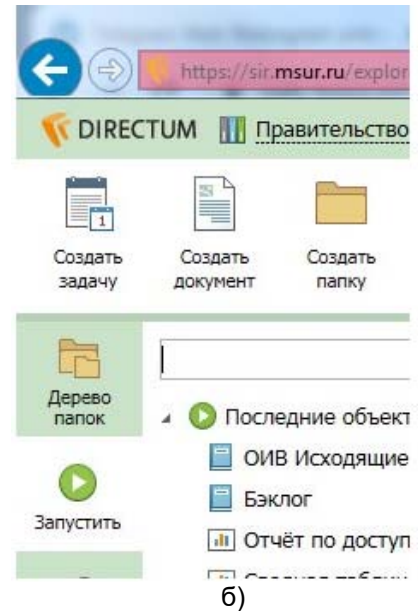 https://sir.msur.ru/explor
DIRECTUM Правительство
1
Создать задачу
Создать документ
Создать папку
Дерево папок
Последние объект
ОИВ Исходящие
Бэклог
Запустить
Отчёт по доступ
б)